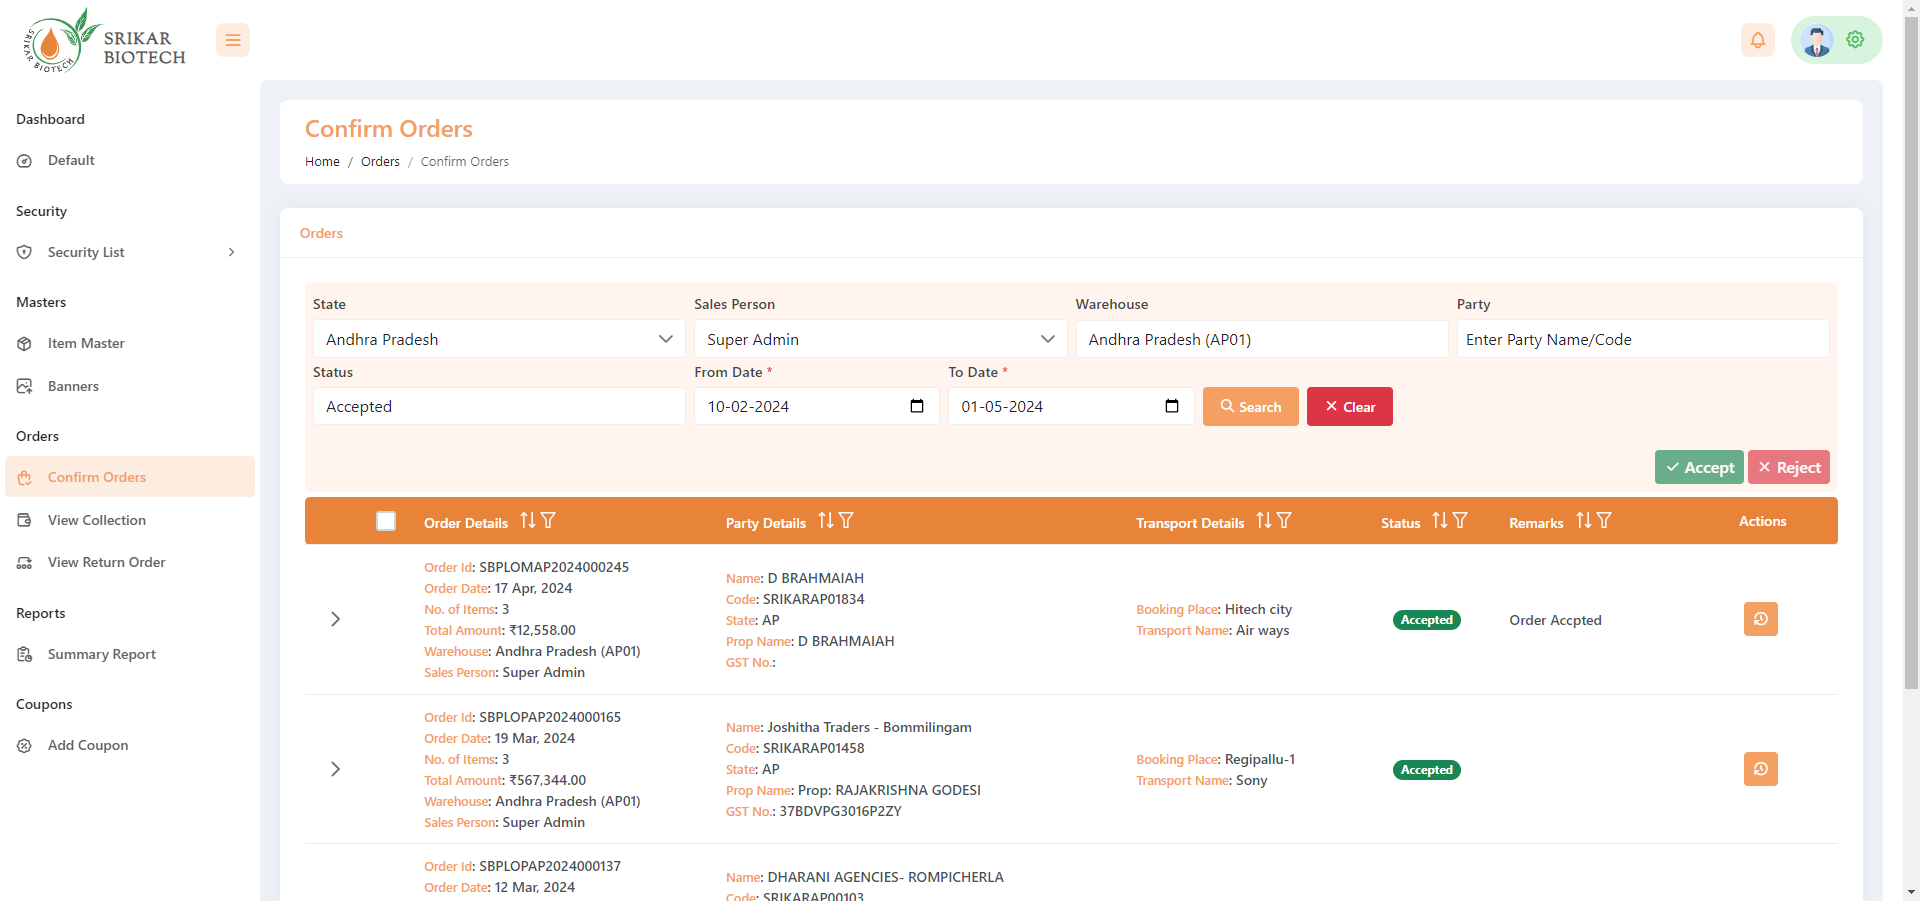 SRIKAR BIOTECH
SRIKAR
BIOTECH
Dashboard
Default
Security
Security List
Masters
Item Master
Banners
Orders
Confirm Orders
View Collection
View Return Order
Reports
Summary Report
Coupons
Add Coupon
Confirm Orders
Home / Orders / Confirm Orders
Orders
State Sales Person Warehouse Party
Andhra Pradesh Super Admin Andhra Pradesh (AP01) Enter Party Name/Code
Status From Date * To Date *
Accepted 10-02-2024 01-05-2024 Search Clear
Accept Reject
Order Details Party Details Transport Details Status Remarks Actions
Order Id: SBPLOMAP2024000245
Order Date: 17 Apr, 2024
No. of Items: 3
Total Amount: ₹12,558.00
Warehouse: Andhra Pradesh (AP01)
Sales Person: Super Admin
Name: D BRAHMAIAH
Code: SRIKARAP01834
State: AP
Prop Name: D BRAHMAIAH
GST No.:
Booking Place: Hitech city
Transport Name: Air ways
Accepted
Order Accpted
Order Id: SBPLOPAP2024000165
Order Date: 19 Mar, 2024
No. of Items: 3
Total Amount: ₹567,344.00
Warehouse: Andhra Pradesh (AP01)
Sales Person: Super Admin
Name: Joshitha Traders - Bommilingam
Code: SRIKARAP01458
State: AP
Prop Name: Prop: RAJAKRISHNA GODESI
GST No.: 37BDVPG3016P2ZY
Booking Place: Regipallu-1
Transport Name: Sony
Accepted
Order Id: SBPLOPAP2024000137
Order Date: 12 Mar, 2024
Name: DHARANI AGENCIES- ROMPICHERLA
Code: SRIKARAP00103